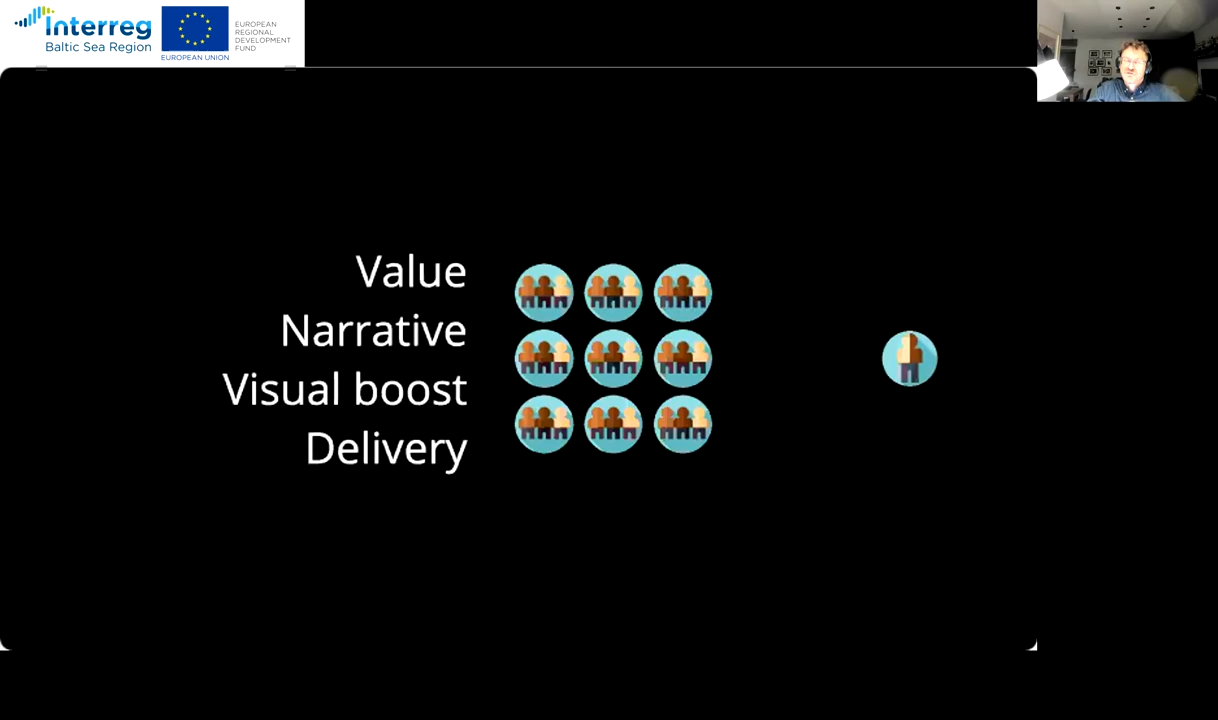 Interreg
Baltic Sea Region
EUROPEAN UNION
EUROPEAN
REGIONAL
DEVELOPMENT
FUND
Value
Narrative
Visual boost
Delivery